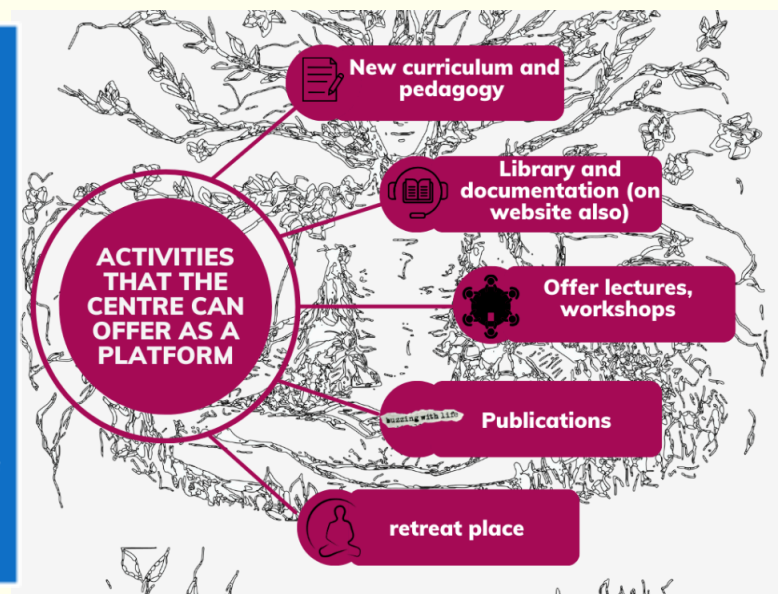 ACTIVITIES
THAT THE
CENTRE CAN
OFFER AS A
PLATFORM
New curriculum and
pedagogy
Library and
documentation (on
website also)
Offer lectures,
workshops
buzzing with life
Publications
retreat place